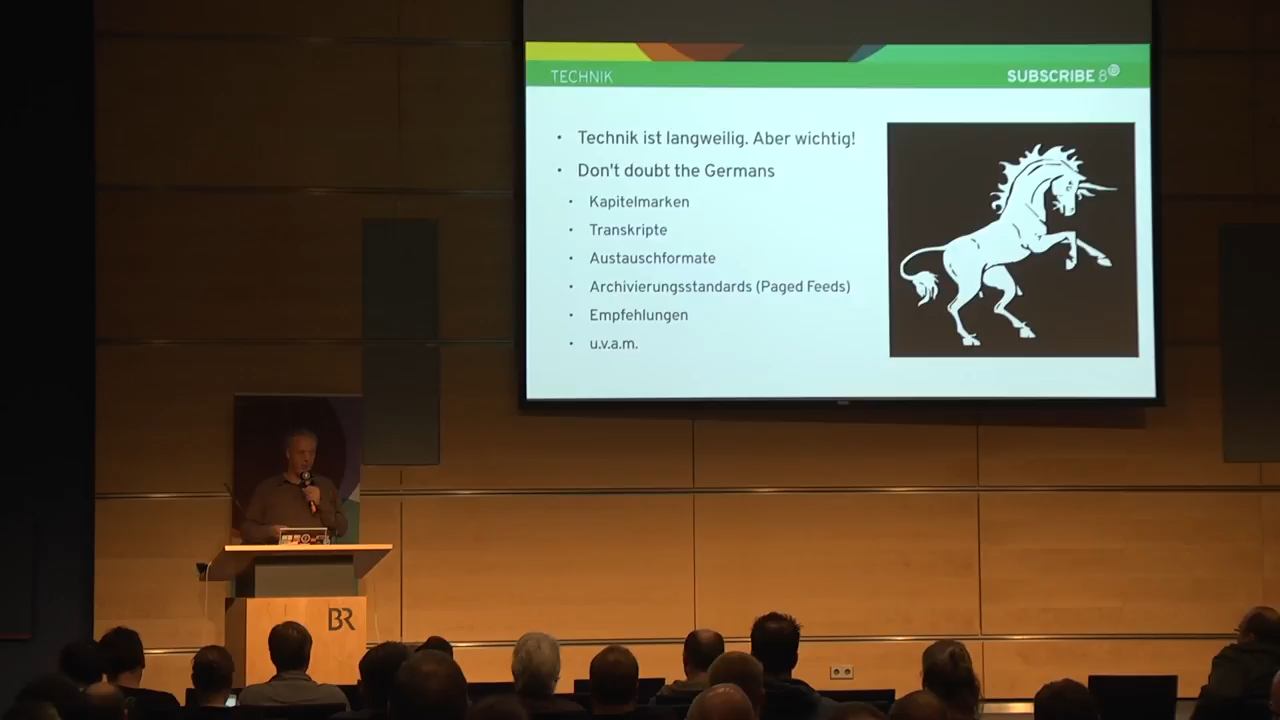 TECHNIK
SUBSCRIBE 8
Technik ist langweilig. Aber wichtig!
Don't doubt the Germans
Kapitelmarken
Transkripte
Austauschformate
Archivierungsstandards (Paged Feeds)
Empfehlungen
u.v.a.m.
BR